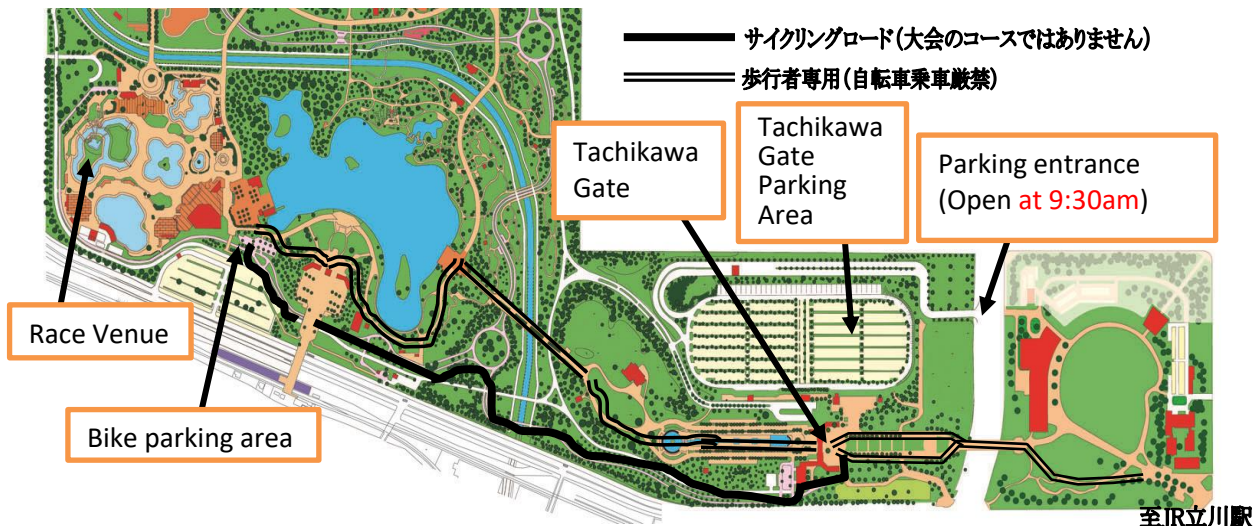 サイクリングロード(大会のコースではありません)
歩行者専用(自転車乗車厳禁)
Tachikawa
Gate
Tachikawa
Gate
Parking
Area
Parking entrance
(Open at 9:30am)
Race Venue
Bike parking area
至JR立川駅